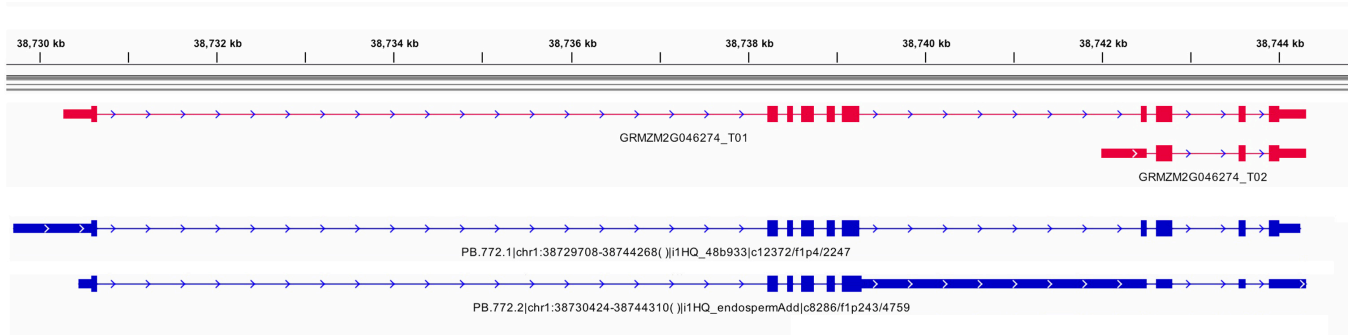 38,730 kb 38,732 kb 38,734 kb 38,736 kb 38,738 kb 38,740 kb 38,742 kb 38,744 kb
GRMZM2G046274_T01
GRMZM2G046274_T02
PB.772.1|chr1:38729708-38744268( )|i1HQ_48b933|c12372/f1p4/2247
PB.772.2|chr1:38730424-38744310( )|i1HQ_endospermAdd|c8286/f1p243/4759